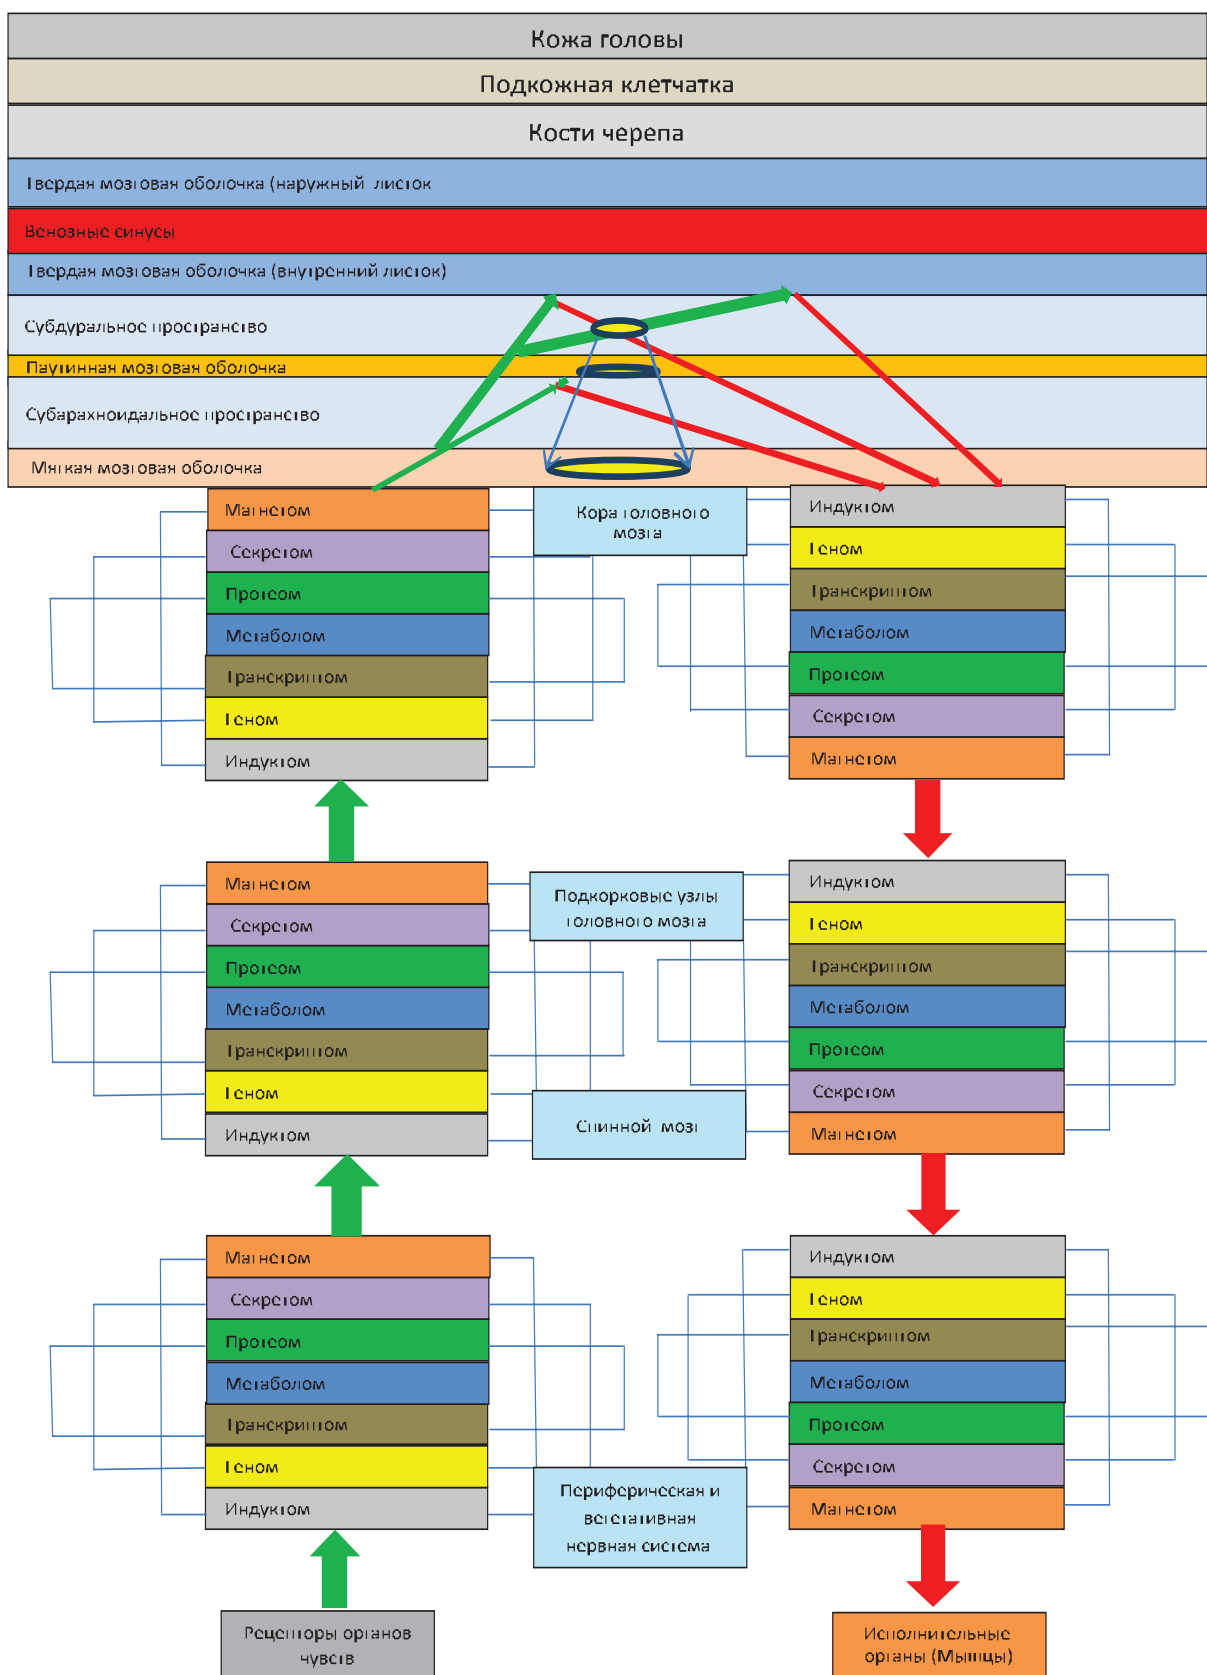 Кожа головы
Подкожная клетчатка
Кости черепа
Твердая мозговая оболочка (наружный листок
Венозные синусы
Твердая мозговая оболочка (внутренний листок)
Субдуральное пространство
Паутинная мозговая оболочка
Субарахноидальное пространство
Мягкая мозговая оболочка
Магнетом
Секретом
Протеом
Метаболом
Транскриптом
Геном
Индуктом
Кора головного
мозга
Индуктом
Геном
Транскриптом
Метаболом
Протеом
Секретом
Магнетом
Магнетом
Секретом
Протеом
Метаболом
Транскриптом
Геном
Индуктом
Подкорковые узлы
головного мозга
Спинной мозг
Индуктом
Геном
Транскриптом
Метаболом
Протеом
Секретом
Магнетом
Магнетом
Секретом
Протеом
Метаболом
Транскриптом
Геном
Индуктом
Периферическая и
вегетативная
нервная система
Индуктом
Геном
Транскриптом
Метаболом
Протеом
Секретом
Магнетом
Рецепторы органов
чувств
Исполнительные
органы (Мышцы)